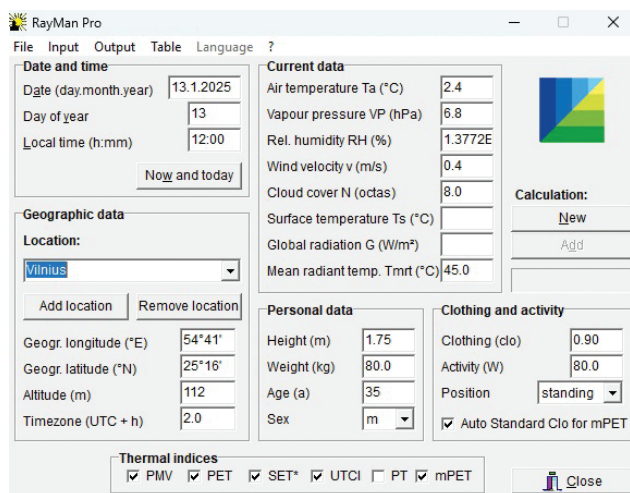 RayMan Pro
File Input Output Table Language ?
Date and time
Date (day.month.year) 13.1.2025
Day of year 13
Local time (h:mm) 12:00
Now and today
Geographic data
Location:
Vilnius
Add location Remove location
Geogr. longitude (°E) 54°41'
Geogr. latitude (°N) 25°16'
Altitude (m) 112
Timezone (UTC + h) 2.0
Current data
Air temperature Ta (°C) 2.4
Vapour pressure VP (hPa) 6.8
Rel. humidity RH (%) 1.3772E
Wind velocity v (m/s) 0.4
Cloud cover N (octas) 8.0
Surface temperature Ts (°C)
Global radiation G (W/m²)
Mean radiant temp. Tmrt (°C) 45.0
Calculation:
New
Add
Personal data
Height (m) 1.75
Weight (kg) 80.0
Age (a) 35
Sex m
Clothing and activity
Clothing (clo) 0.90
Activity (W) 80.0
Position standing
Auto Standard Clo for mPET
Thermal indices
PMV PET SET* UTCI PT mPET
Close